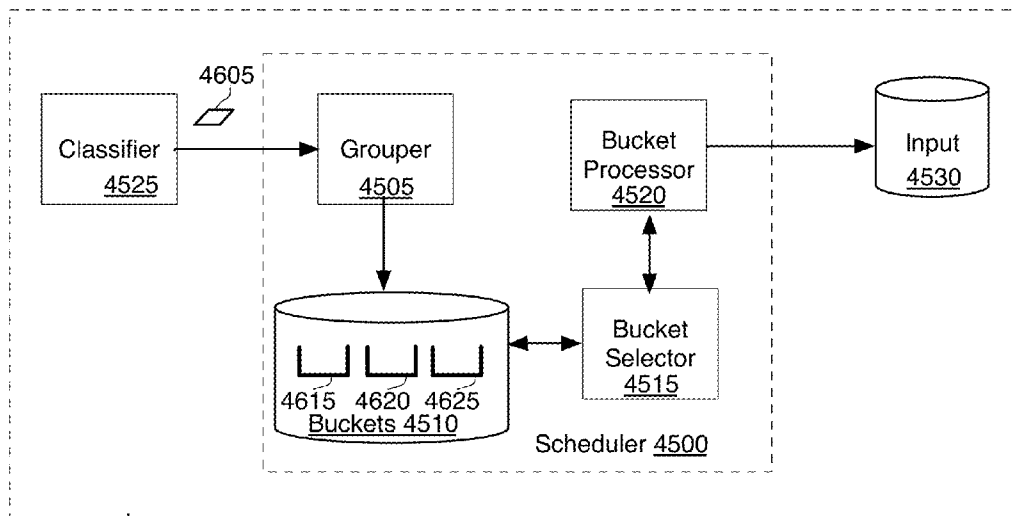 4605
Classifier
4525
Grouper
4505
Bucket
Processor
4520
Input
4530
4615 4620 4625
Buckets 4510
Bucket
Selector
4515
Scheduler 4500